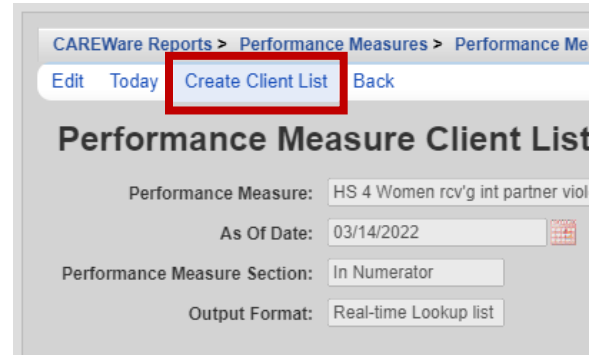 CAREWare Reports > Performance Measures > Performance Me
Edit Today Create Client List Back
Performance Measure Client List
Performance Measure: HS 4 Women rcv'g int partner viol
As Of Date: 03/14/2022
Performance Measure Section: In Numerator
Output Format: Real-time Lookup list